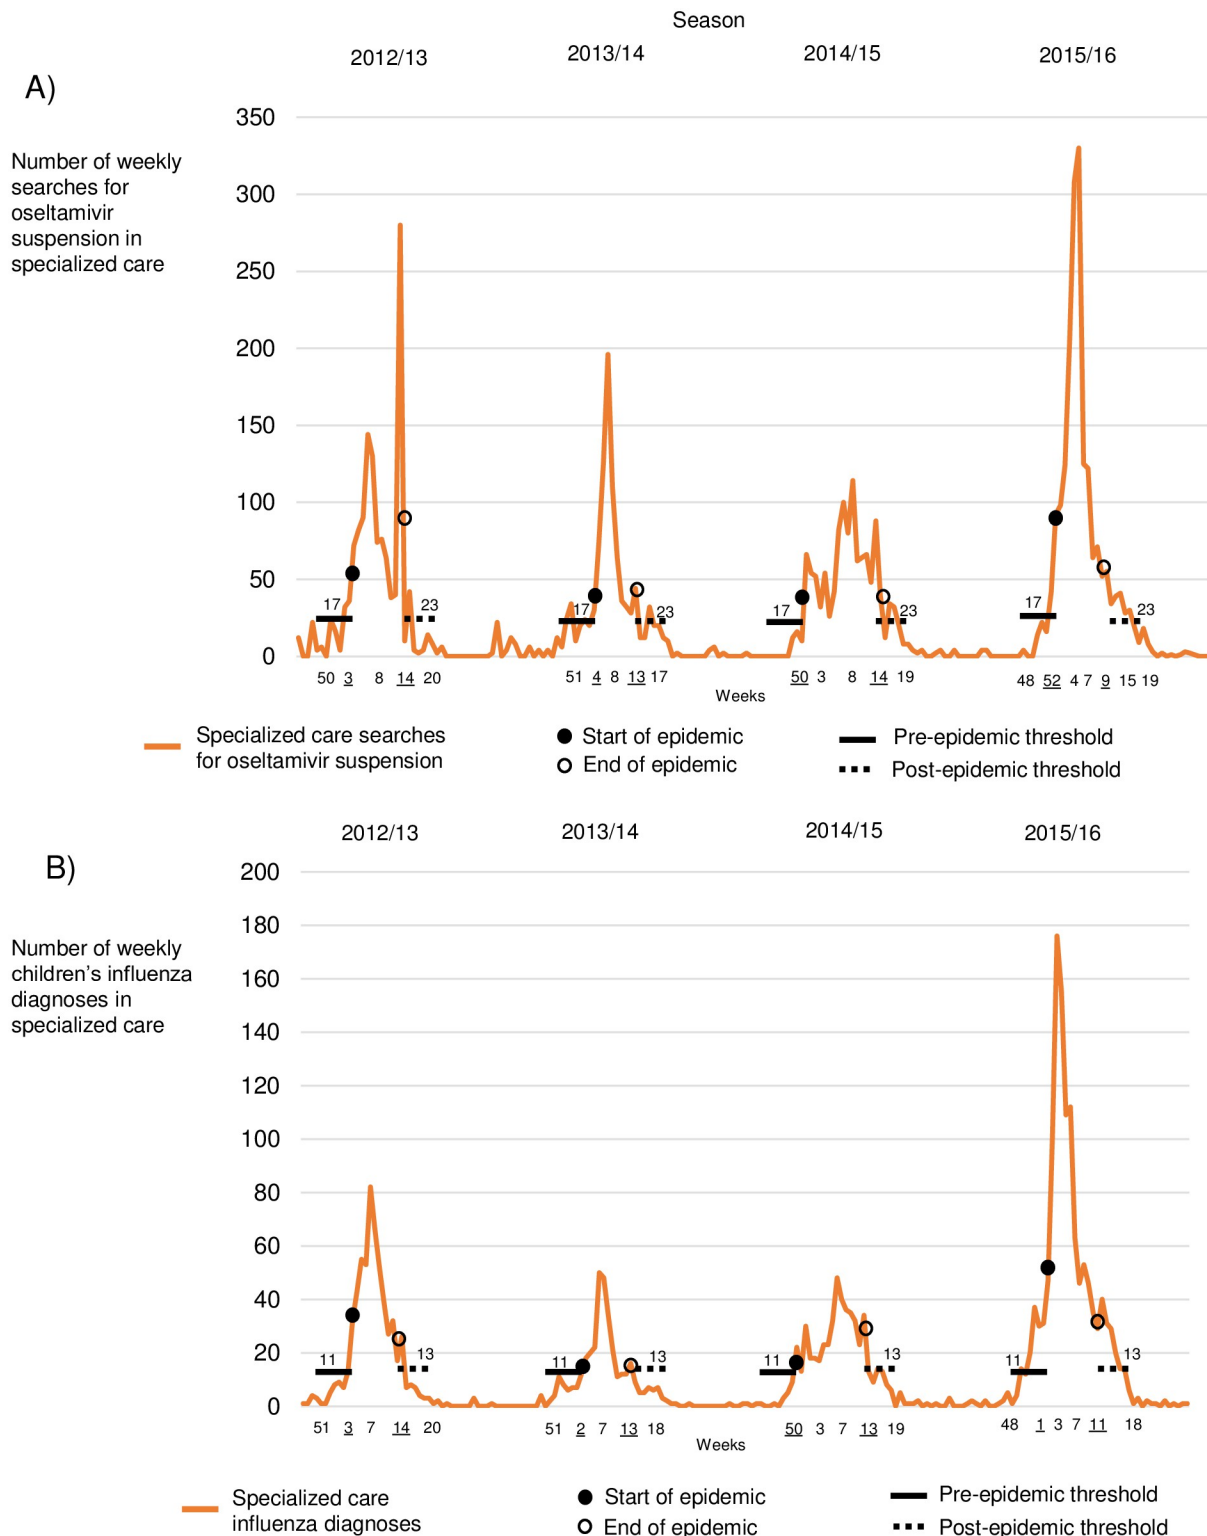 Season
2012/13 2013/14 2014/15 2015/16
A)
Number of weekly
searches for
oseltamivir
suspension in
specialized care
350
300
250
200
150
100
50
0
17 23 17 23 17 23 17 23
50 3 8 14 20 51 4 8 13 17 50 3 8 14 19 48 52 4 7 9 15 19
Weeks
Specialized care searches
for oseltamivir suspension
Start of epidemic
End of epidemic
Pre-epidemic threshold
Post-epidemic threshold
2012/13 2013/14 2014/15 2015/16
B)
Number of weekly
children's influenza
diagnoses in
specialized care
200
180
160
140
120
100
80
60
40
20
0
11 13 11 13 11 13 11 13
51 3 7 14 20 51 2 7 13 18 50 3 7 13 19 48 1 3 7 11 18
Weeks
Specialized care
influenza diagnoses
Start of epidemic
End of epidemic
Pre-epidemic threshold
Post-epidemic threshold